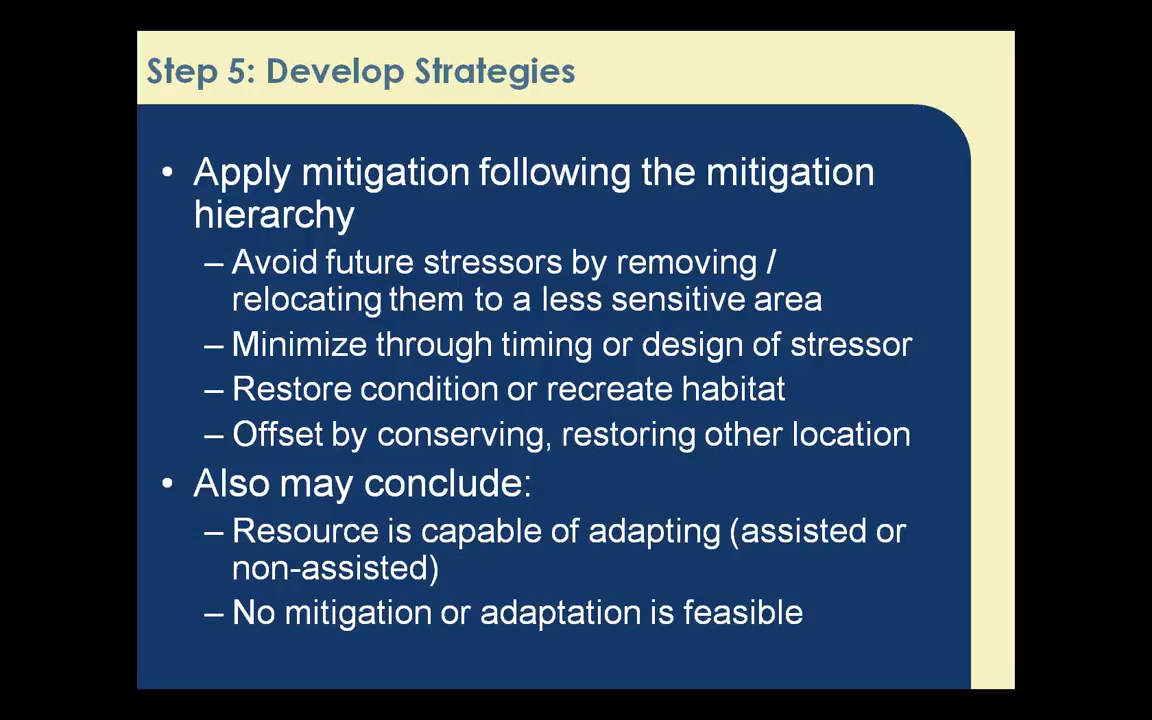 Step 5: Develop Strategies
• Apply mitigation following the mitigation
hierarchy
– Avoid future stressors by removing /
relocating them to a less sensitive area
– Minimize through timing or design of stressor
– Restore condition or recreate habitat
– Offset by conserving, restoring other location
• Also may conclude:
– Resource is capable of adapting (assisted or
non-assisted)
– No mitigation or adaptation is feasible